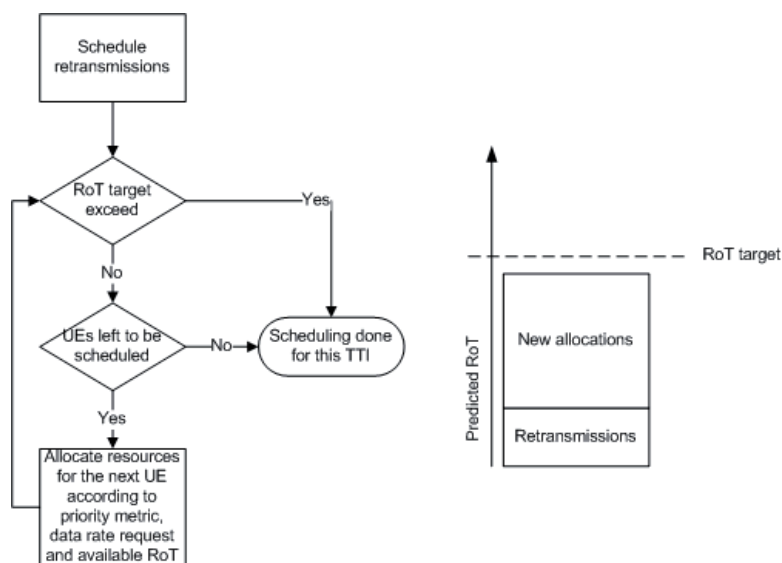 Schedule
retransmissions
RoT target
exceed
Yes
No
UEs left to be
scheduled
No
Scheduling done
for this TTI
Yes
Allocate resources
for the next UE
according to
priority metric,
data rate request
and available RoT
RoT target
New allocations
Retransmissions
Predicted RoT